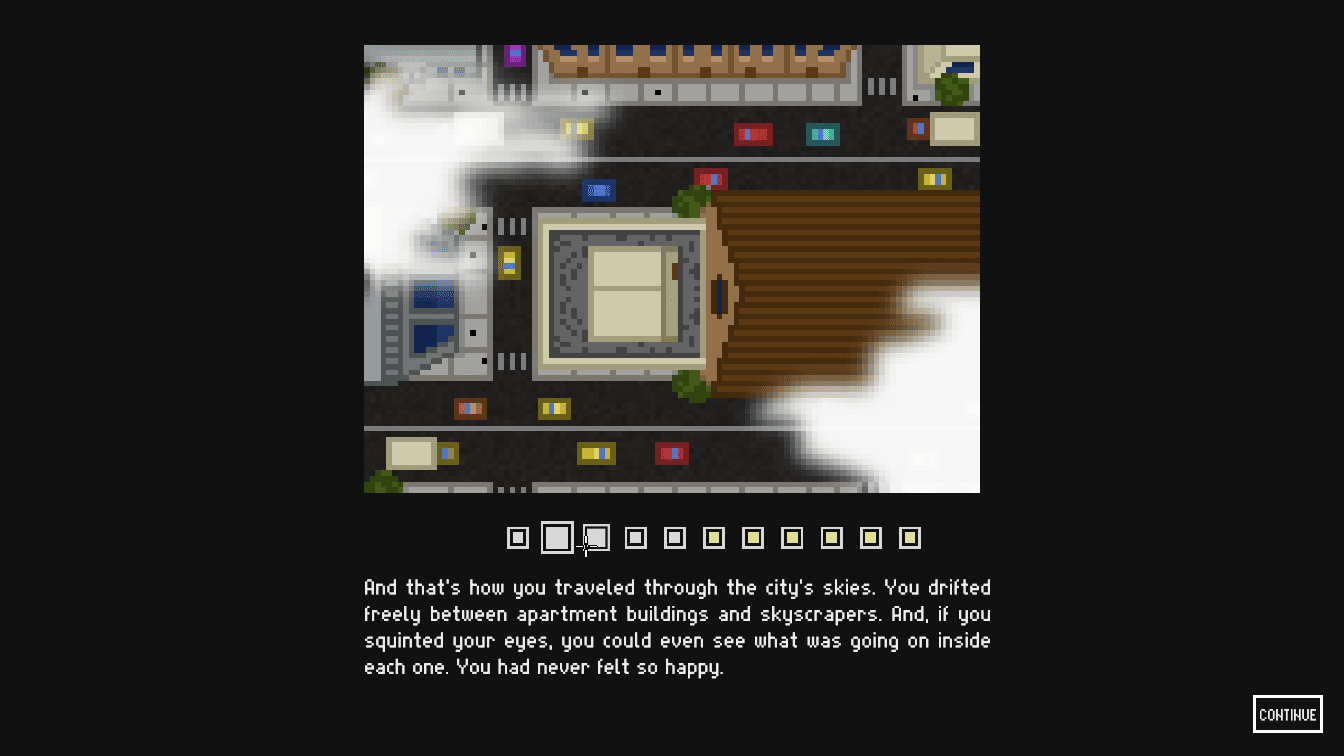 And that's how you traveled through the city's skies. You drifted
freely between apartment buildings and skyscrapers. And, if you
squinted your eyes, you could even see what was going on inside
each one. You had never felt so happy.
CONTINUE